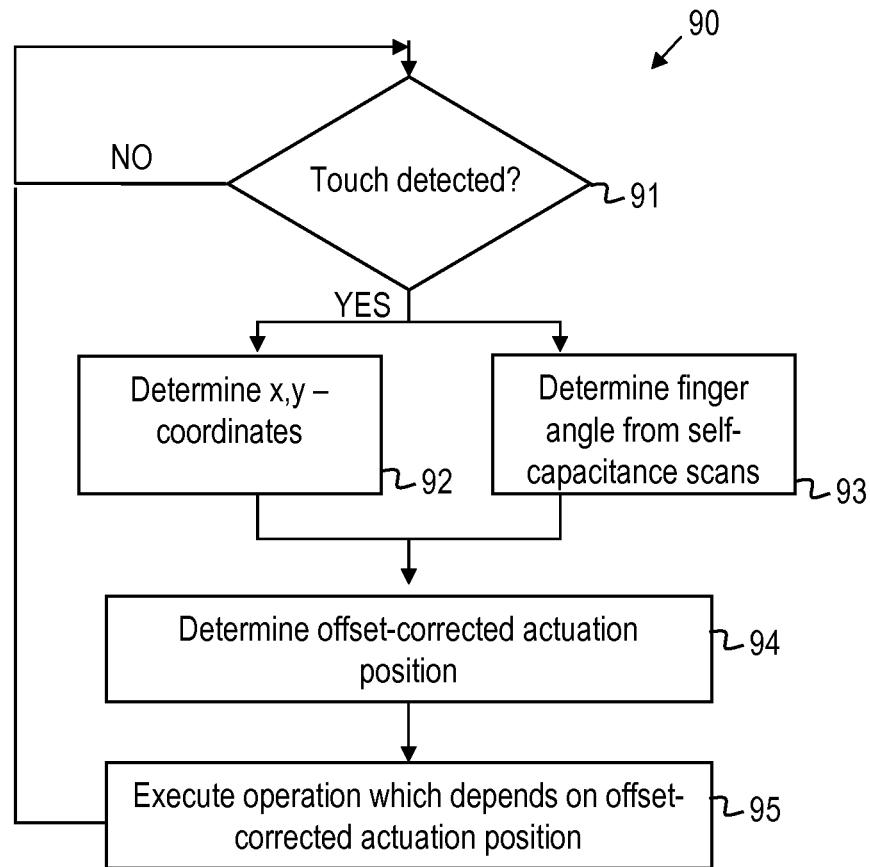 90
NO
Touch detected?
91
YES
Determine x,y –
coordinates
92
Determine finger
angle from self-
capacitance scans
93
Determine offset-corrected actuation
position
94
Execute operation which depends on offset-
corrected actuation position
95